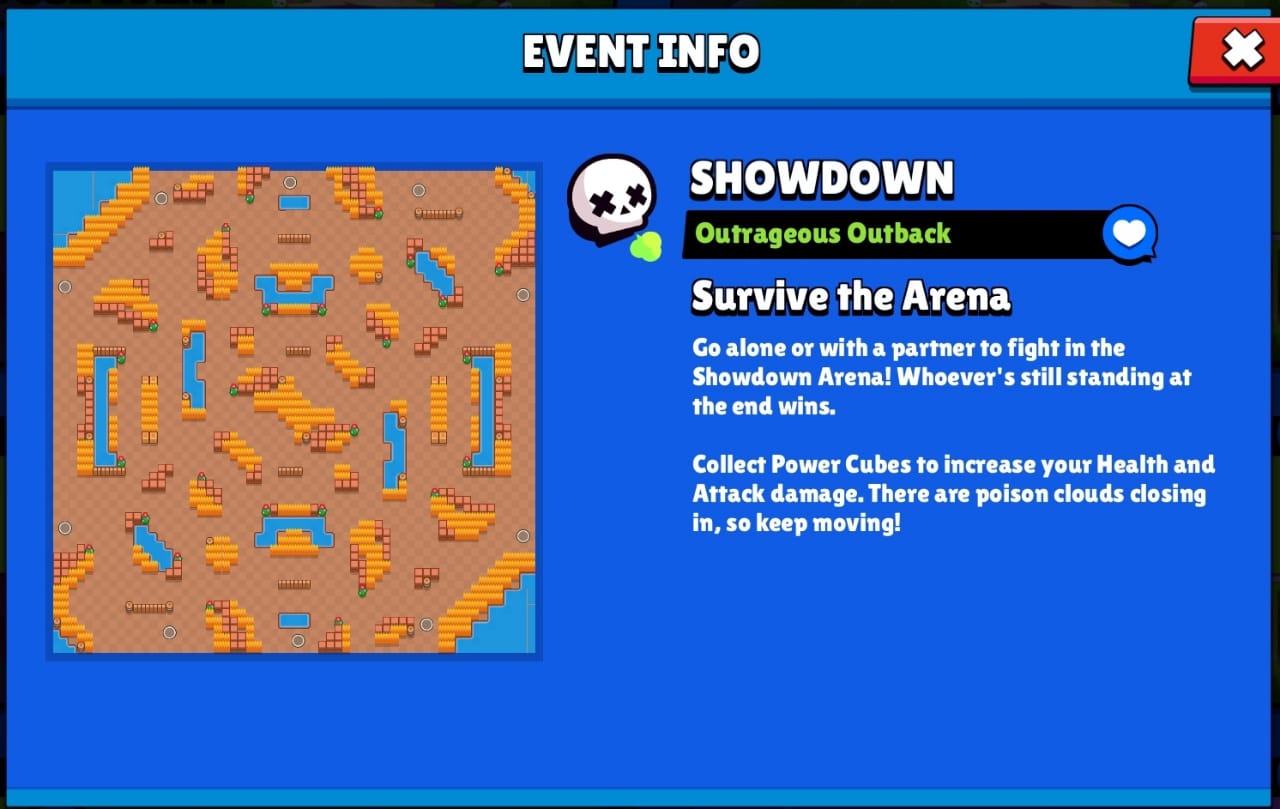 EVENT INFO
SHOWDOWN
Outrageous Outback
Survive the Arena
Go alone or with a partner to fight in the
Showdown Arena! Whoever's still standing at
the end wins.
Collect Power Cubes to increase your Health and
Attack damage. There are poison clouds closing
in, so keep moving!